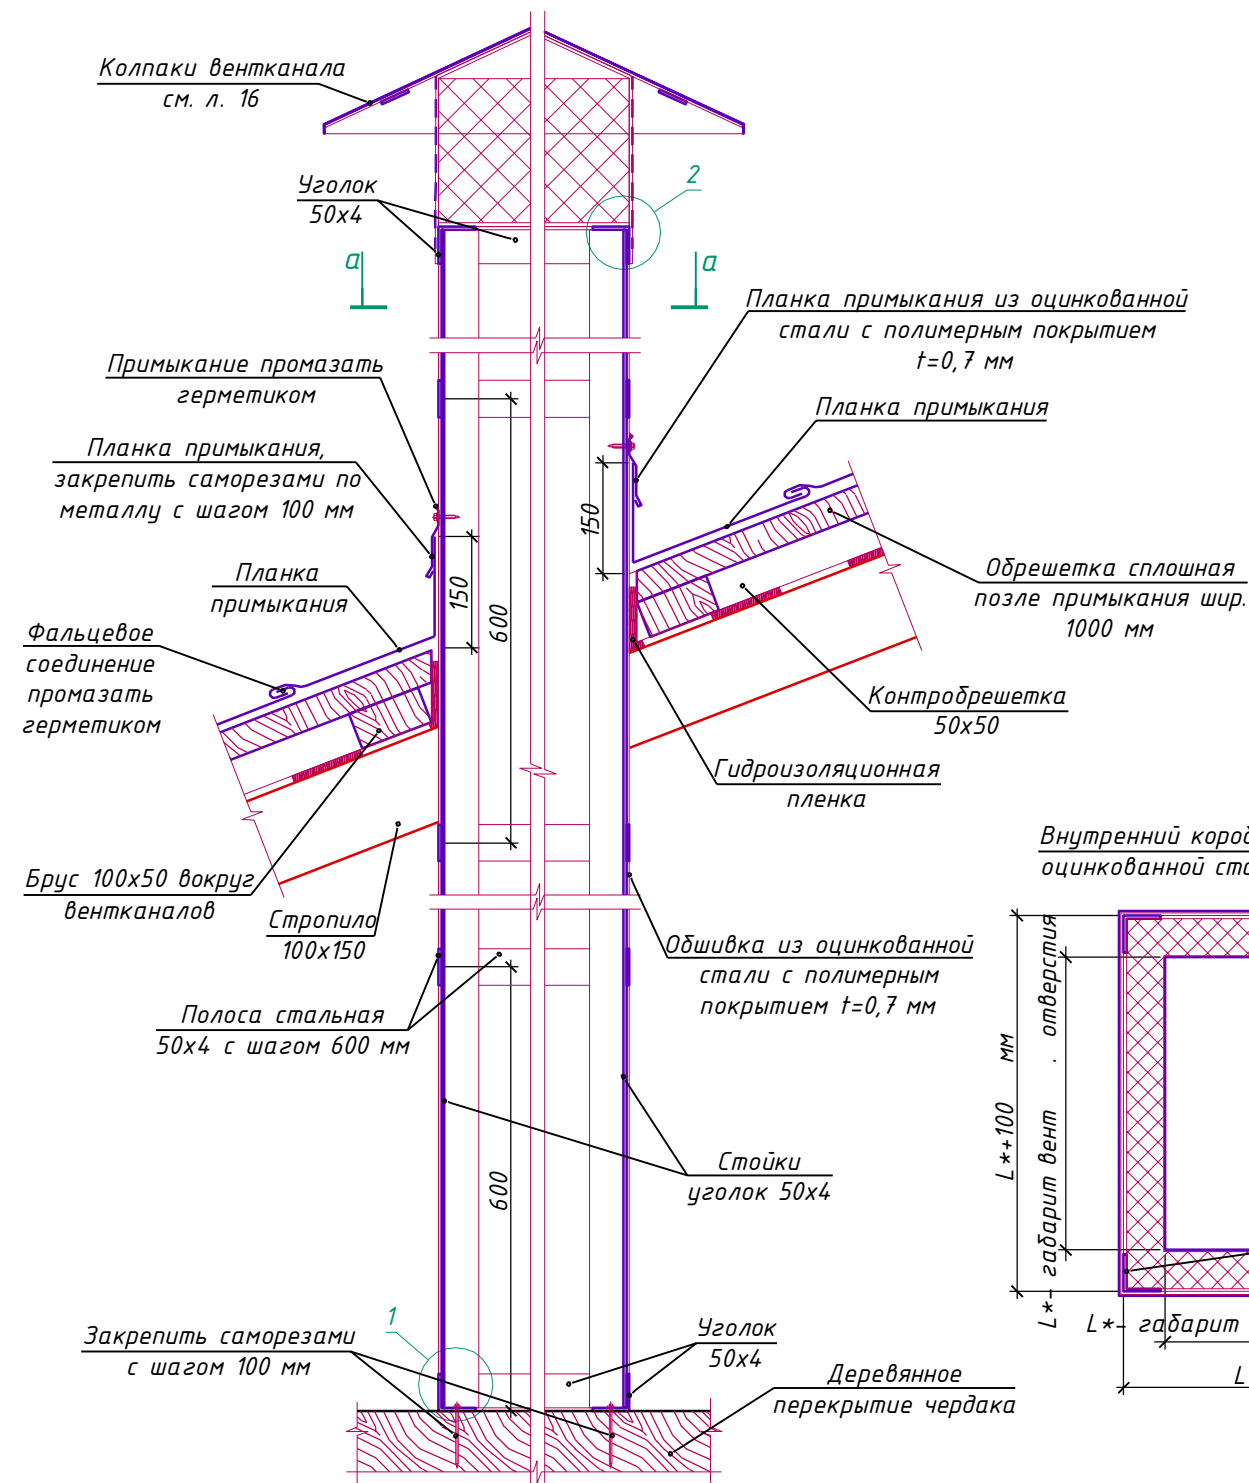 Колпаки вентканала
см. л. 16
Уголок
50х4
2
а
а
Планка примыкания из оцинкованной
стали с полимерным покрытием
t=0,7 мм
Примыкание промазать
герметиком
Планка примыкания
Планка примыкания,
закрепить саморезами по
металлу с шагом 100 мм
150
150
600
Обрешетка сплошная
позле примыкания шир.
1000 мм
Планка
примыкания
Фальцевое
соединение
промазать
герметиком
Контробрешетка
50х50
Гидроизоляционная
пленка
Брус 100х50 вокруг
вентканалов
Стропило
100х150
Внутренний короб
оцинкованной ста
Обшивка из оцинкованной
стали с полимерным
покрытием t=0,7 мм
Полоса стальная
50х4 с шагом 600 мм
L*+100 мм
L*- габарит вент . отверстия
600
Стойки
уголок 50х4
L*- габарит
L
1
Закрепить саморезами
с шагом 100 мм
Уголок
50х4
Деревянное
перекрытие чердака